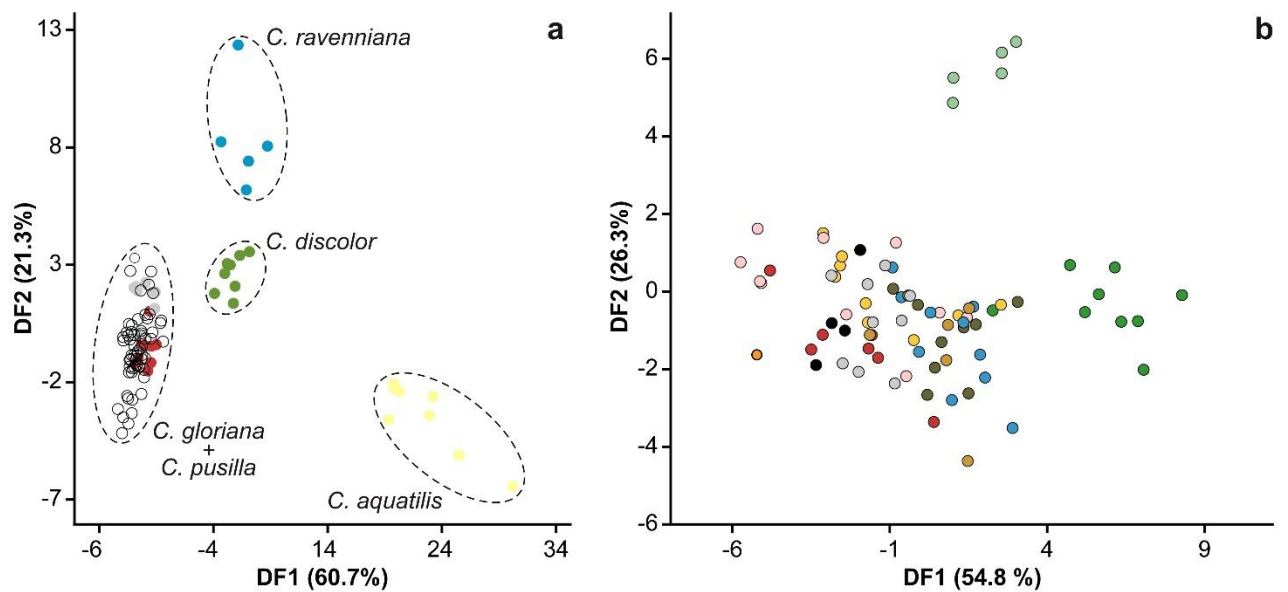 a
C. ravenniana
C. discolor
C. gloriana
+
C. pusilla
C. aquatilis
13
8
3
-2
-7
DF2 (21.3%)
-6 -4 14 24 34
DF1 (60.7%)
b
6
4
2
0
-2
-4
-6
DF2 (26.3%)
-6 -1 4 9
DF1 (54.8 %)